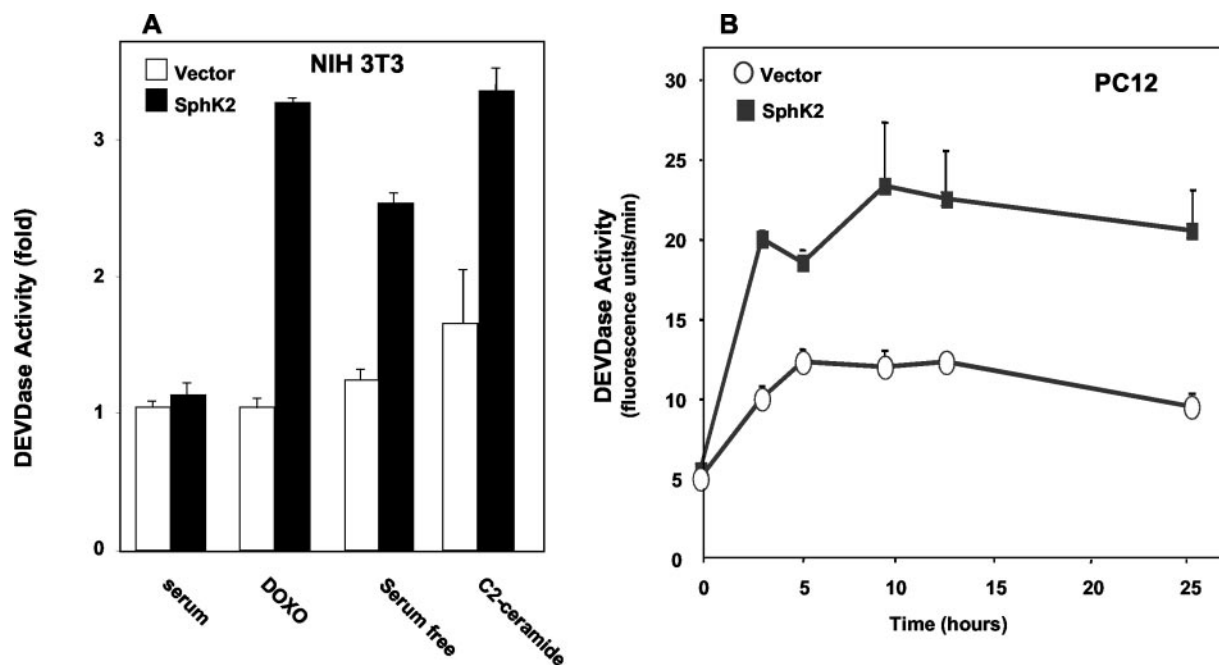 A
NIH 3T3
Vector
SphK2
DEVDase Activity (fold)
3
2
1
0
serum
DOXO
Serum free
C2-ceramide
B
PC12
Vector
SphK2
DEVDase Activity
(fluorescence units/min)
30
25
20
15
10
5
0
0 5 10 15 20 25
Time (hours)